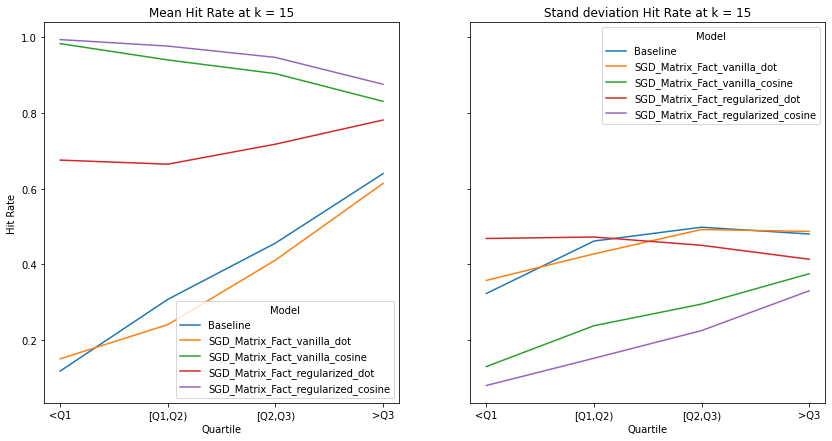 Mean Hit Rate at k = 15
Hit Rate
1.0
0.8
0.6
0.4
0.2
<Q1
[Q1,Q2)
[Q2,Q3)
>Q3
Quartile
Model
Baseline
SGD_Matrix_Fact_vanilla_dot
SGD_Matrix_Fact_vanilla_cosine
SGD_Matrix_Fact_regularized_dot
SGD_Matrix_Fact_regularized_cosine
Stand deviation Hit Rate at k = 15
Model
Baseline
SGD_Matrix_Fact_vanilla_dot
SGD_Matrix_Fact_vanilla_cosine
SGD_Matrix_Fact_regularized_dot
SGD_Matrix_Fact_regularized_cosine
<Q1
[Q1,Q2)
[Q2,Q3)
>Q3
Quartile